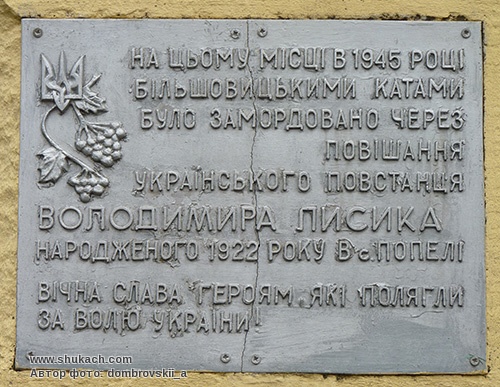 НА ЦЬОМУ МІСЦІ В 1945 РОЦІ
БІЛЬШОВИЦЬКИМИ КАТАМИ
БУЛО ЗАМОРДОВАНО ЧЕРЕЗ
ПОВІШАННЯ
УКРАЇНСЬКОГО ПОВСТАНЦЯ
ВОЛОДИМИРА ЛИСИКА
НАРОДЖЕНОГО 1922 РОКУ В с. ПОПЕЛІ
ВІЧНА СЛАВА ГЕРОЯМ, ЯКІ ПОЛЯГЛИ
ЗА ВОЛЮ УКРАЇНИ!
www.shukach.com
Автор фото: dombrovskii_a